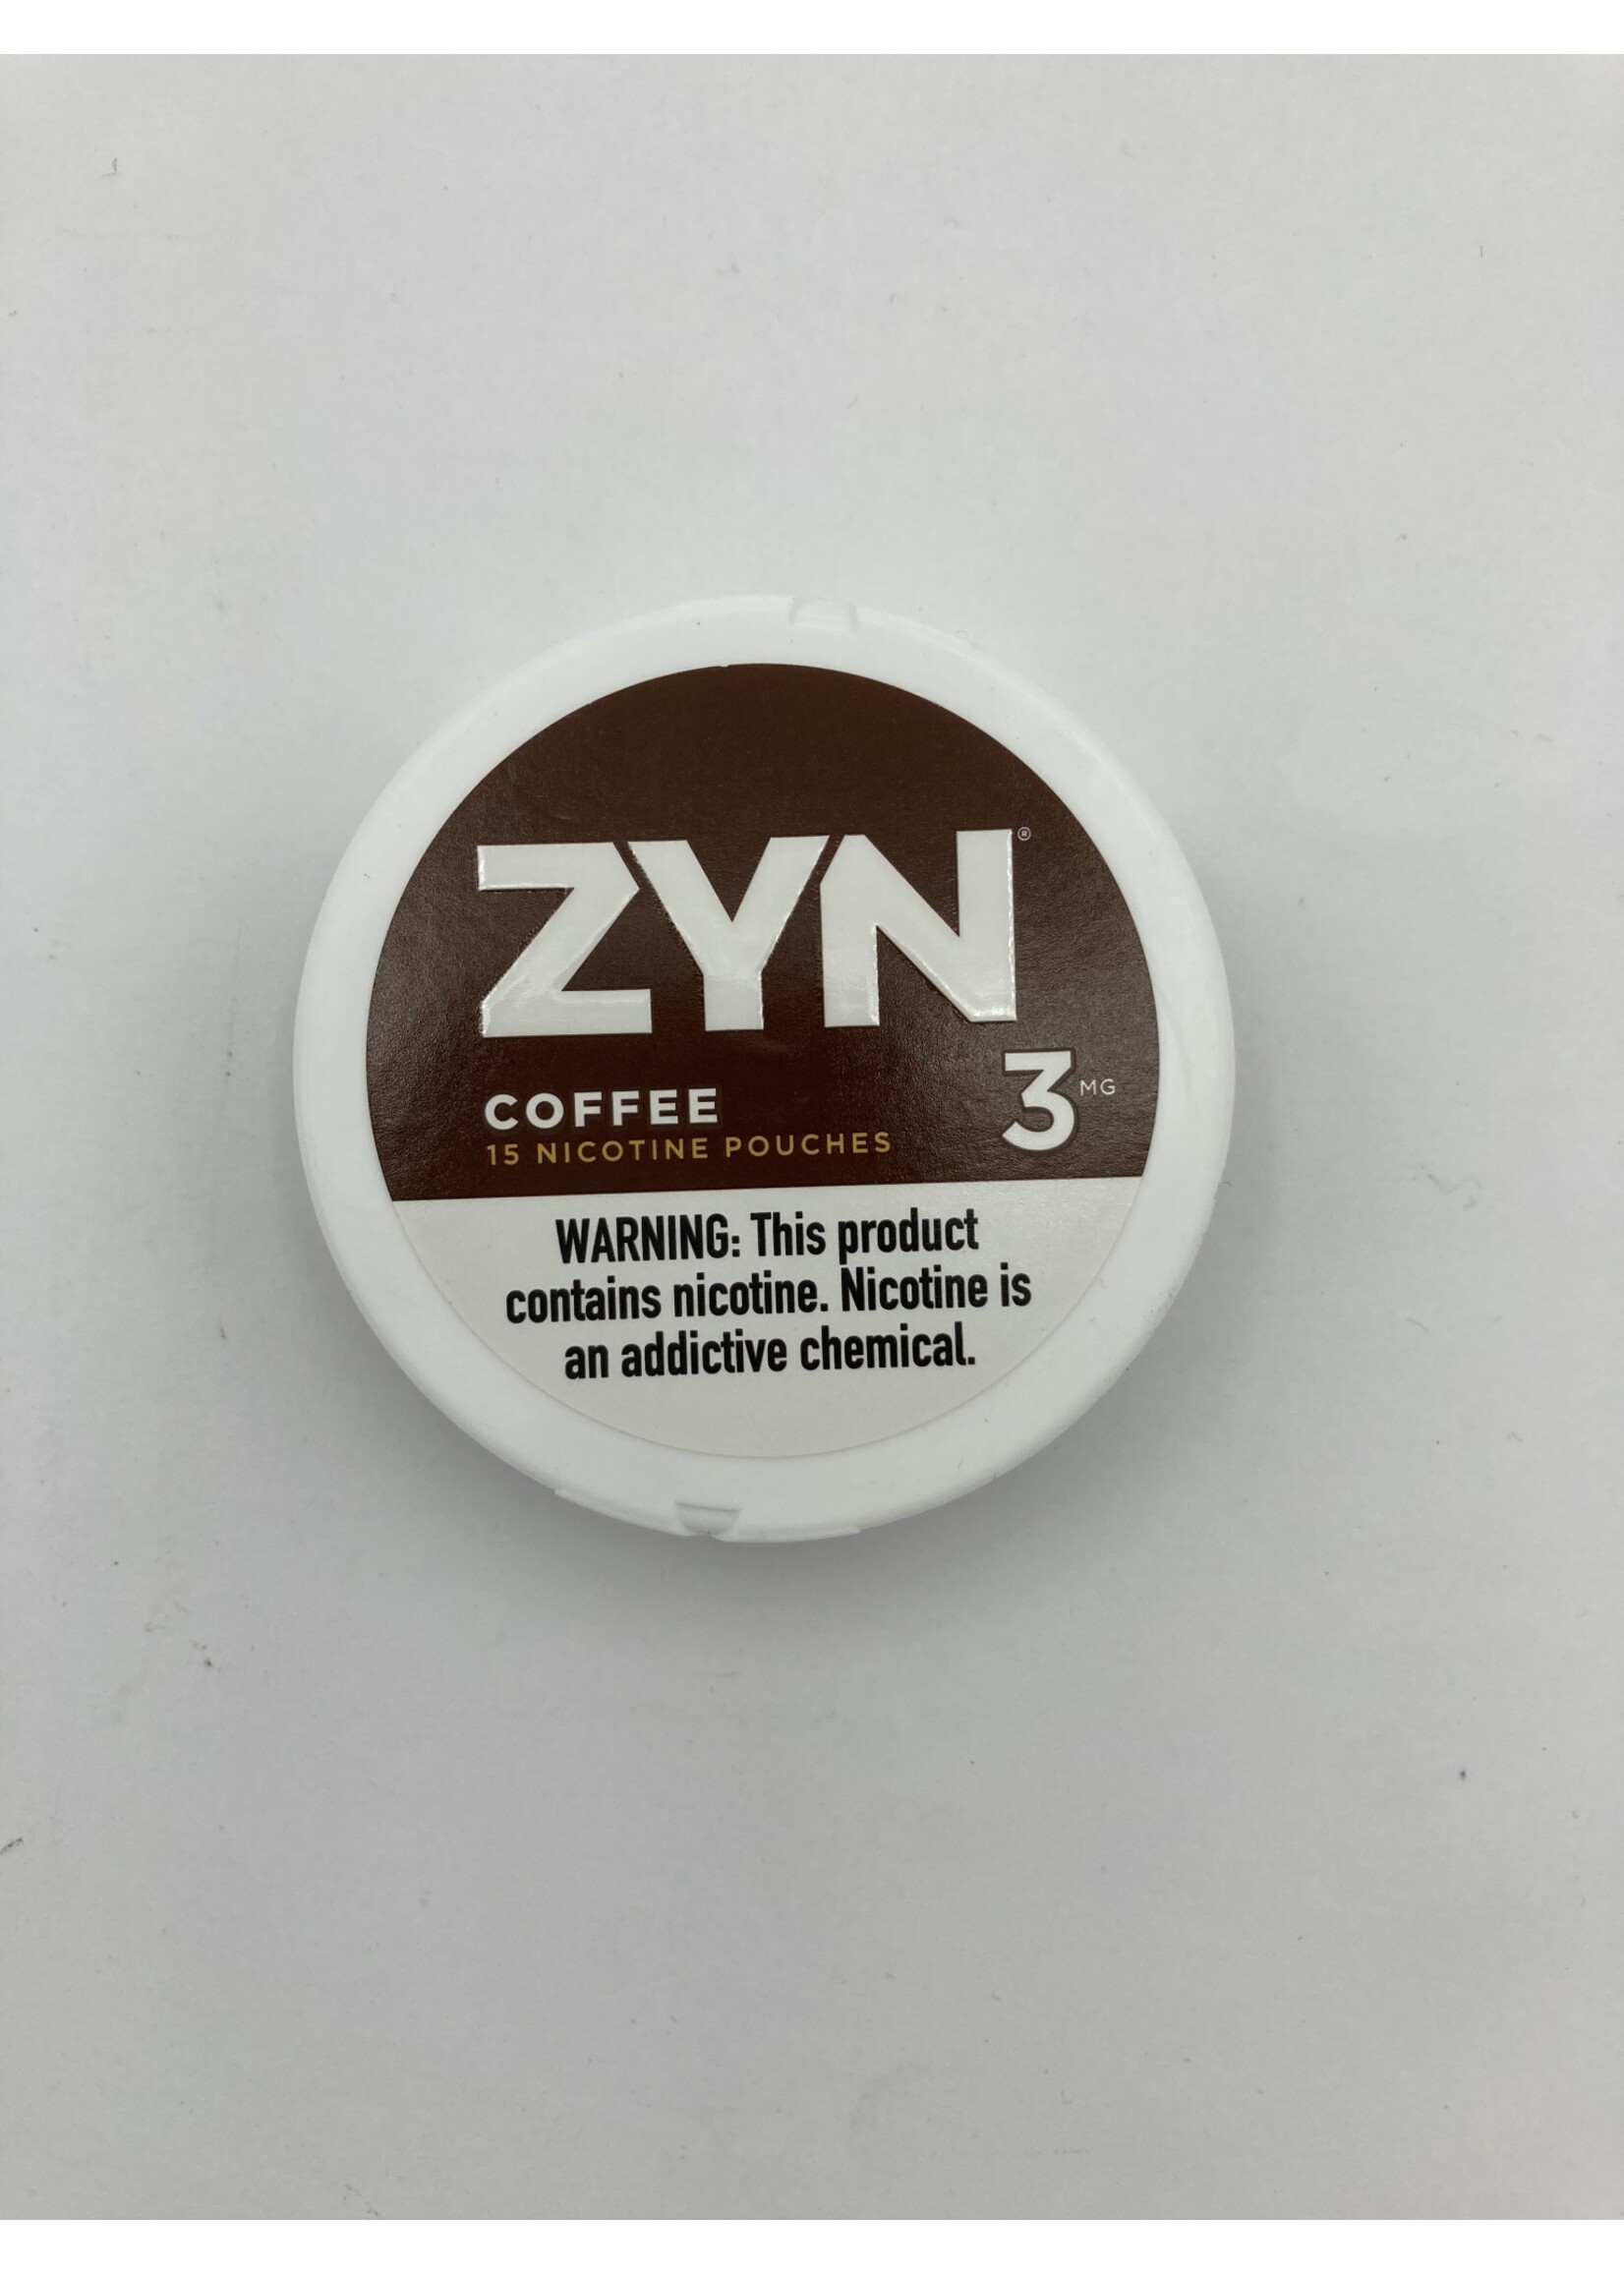 ZYN®
COFFEE
15 NICOTINE POUCHES
3 MG
WARNING: This product
contains nicotine. Nicotine is
an addictive chemical.